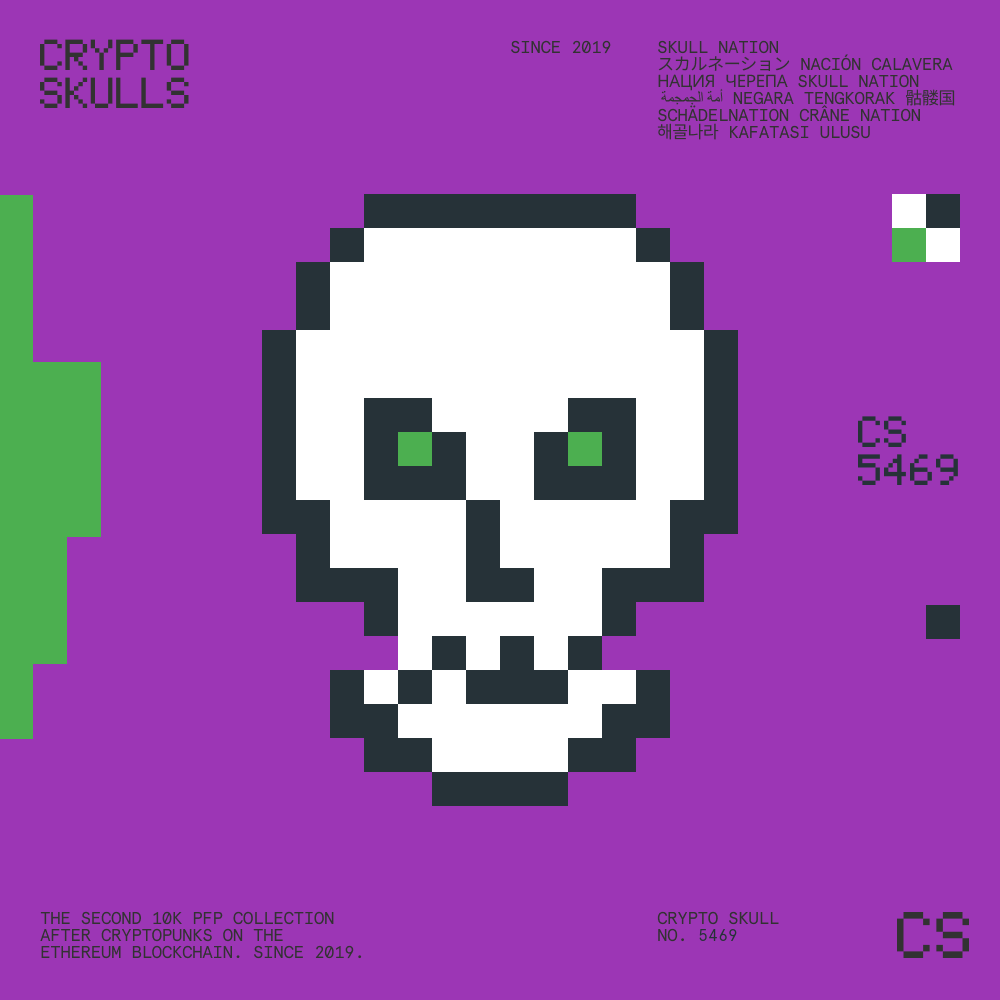 CRYPTO
SKULLS
SINCE 2019
SKULL NATION
スカルネーション NACIÓN CALAVERA
НАЦИЯ ЧЕРЕПА SKULL NATION
أمة الجمجمة NEGARA TENGKORAK 骷髅国
SCHÄDELNATION CRÂNE NATION
해골나라 KAFATASI ULUSU
CS
5469
THE SECOND 10K PFP COLLECTION
AFTER CRYPTOPUNKS ON THE
ETHEREUM BLOCKCHAIN. SINCE 2019.
CRYPTO SKULL
NO. 5469
CS